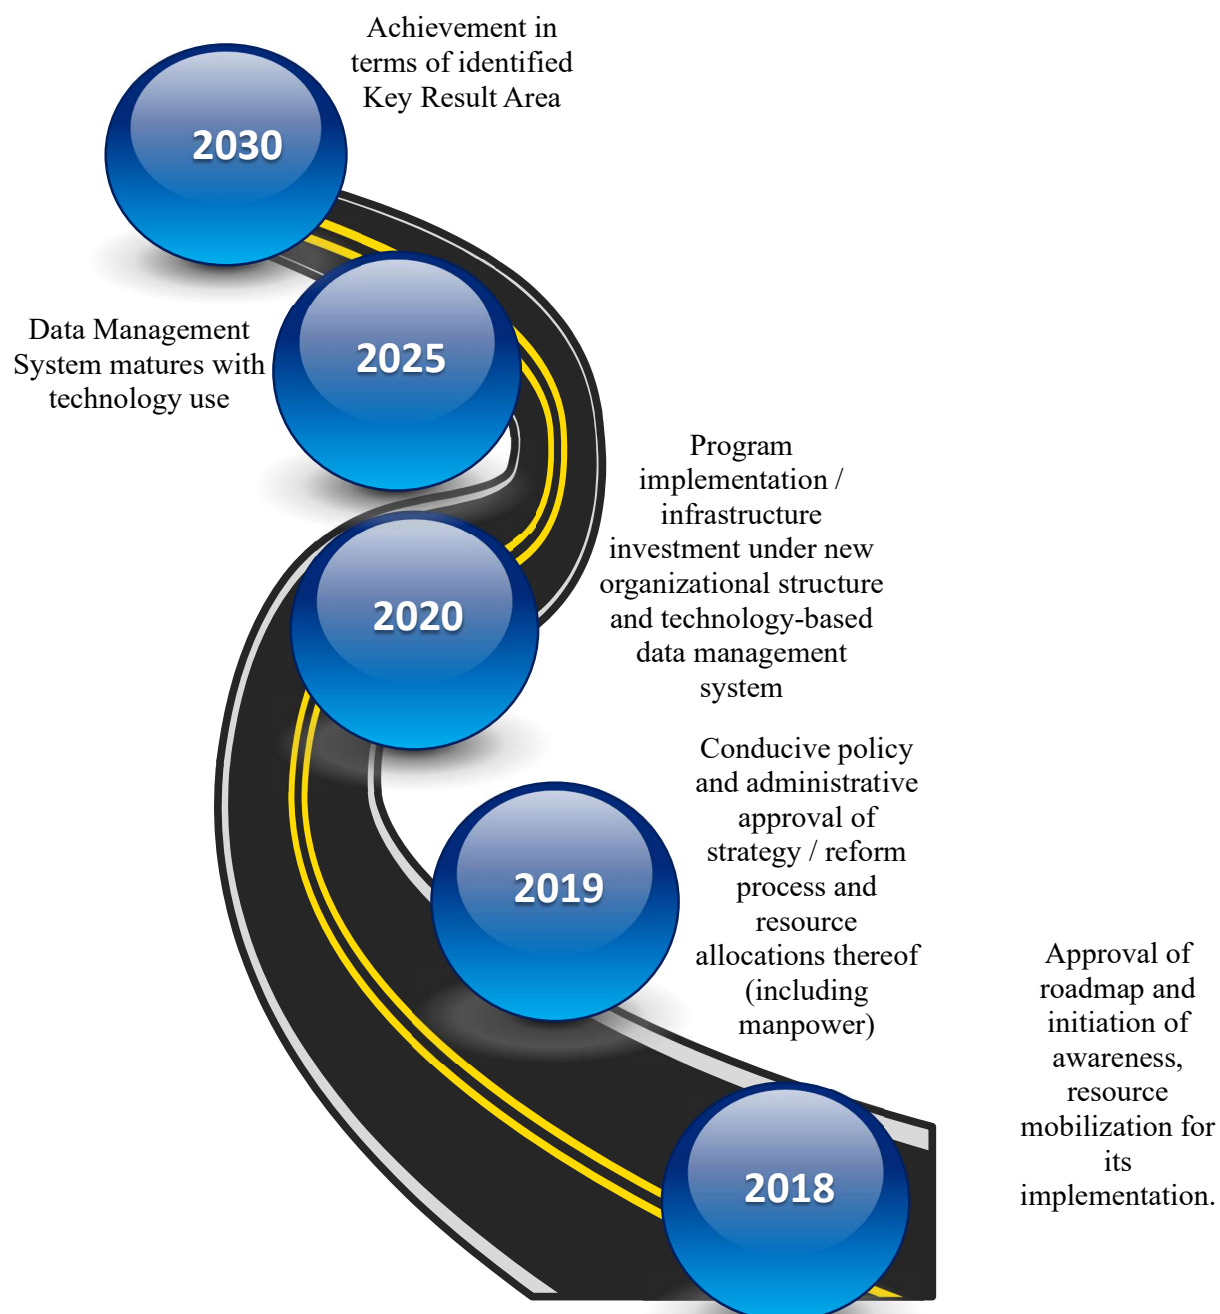 Achievement in
terms of identified
Key Result Area
2030
2025
Data Management
System matures with
technology use
Program
implementation /
infrastructure
investment under new
organizational structure
and technology-based
data management
system
2020
Conducive policy
and administrative
approval of
strategy / reform
process and
resource
allocations thereof
(including
manpower)
2019
Approval of
roadmap and
initiation of
awareness,
resource
mobilization for
its
implementation.
2018